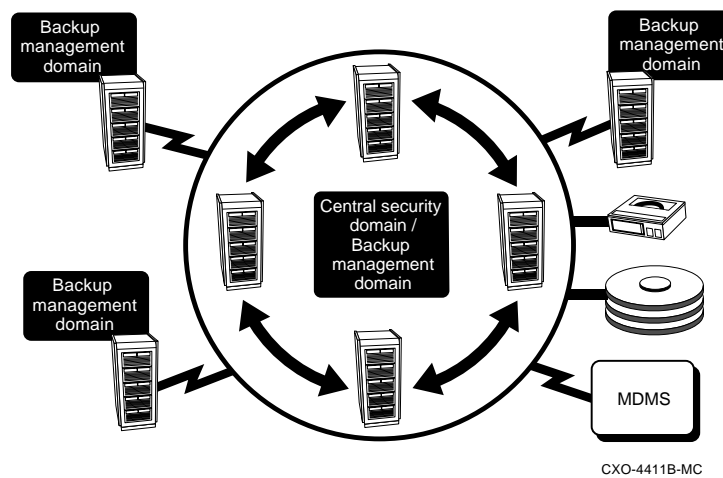 Backup
management
domain
Backup
management
domain
Central security
domain /
Backup
management
domain
Backup
management
domain
MDMS
CXO-4411B-MC